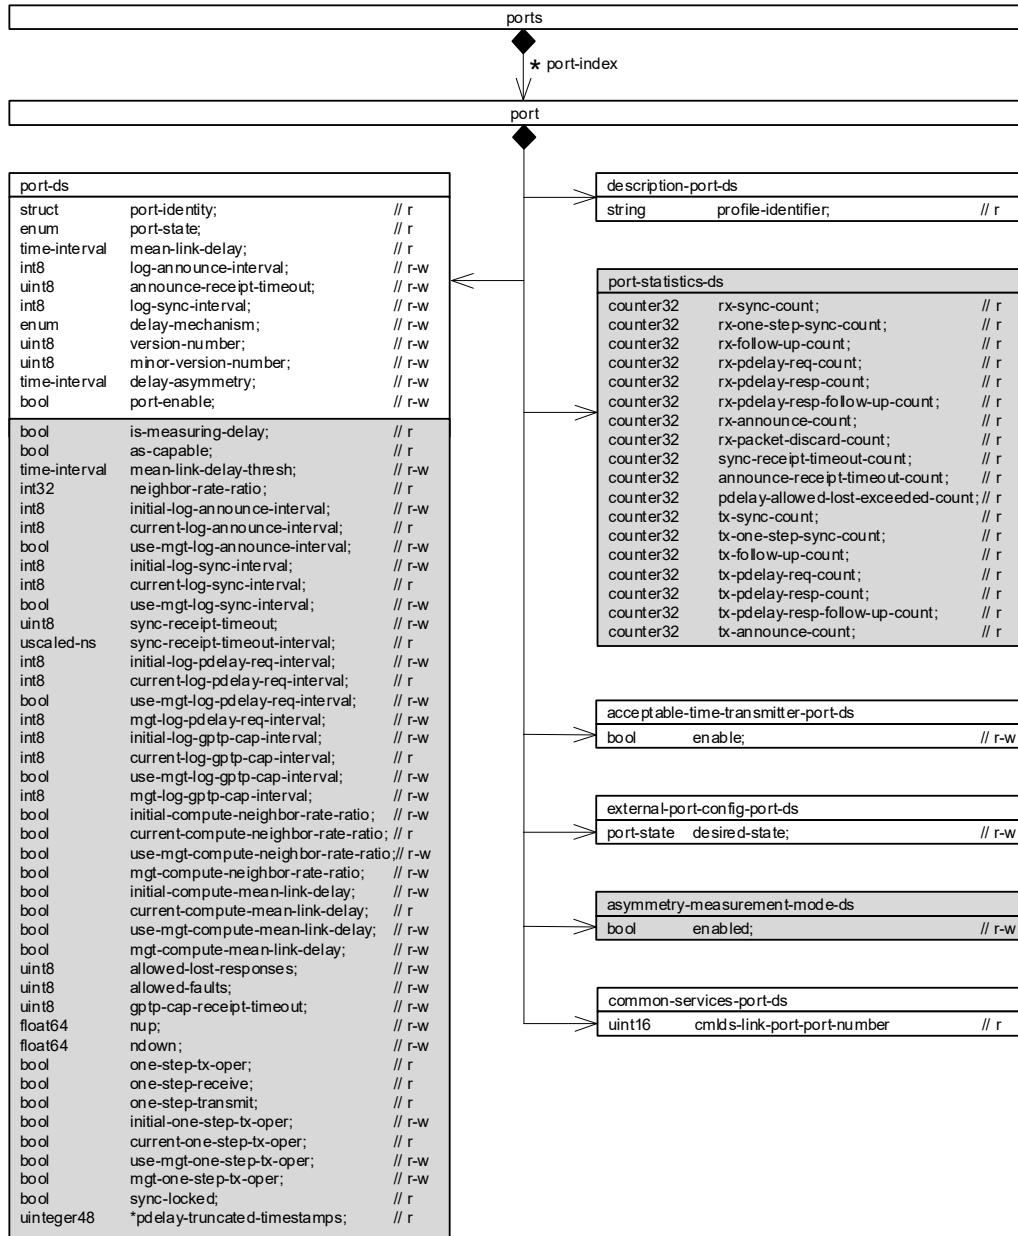 ports
* port-index
port
port-ds
struct port-identity; // r
enum port-state; // r
time-interval mean-link-delay; // r
int8 log-announce-interval; // r-w
uint8 announce-receipt-timeout; // r-w
int8 log-sync-interval; // r-w
enum delay-mechanism; // r-w
uint8 version-number; // r-w
uint8 minor-version-number; // r-w
time-interval delay-asymmetry; // r-w
bool port-enable; // r-w
bool is-measuring-delay; // r
bool as-capable; // r
time-interval mean-link-delay-thresh; // r-w
int32 neighbor-rate-ratio; // r
int8 initial-log-announce-interval; // r-w
int8 current-log-announce-interval; // r
bool use-mgt-log-announce-interval; // r-w
int8 initial-log-sync-interval; // r-w
int8 current-log-sync-interval; // r
bool use-mgt-log-sync-interval; // r-w
uint8 sync-receipt-timeout; // r-w
uscaled-ns sync-receipt-timeout-interval; // r
int8 initial-log-pdelay-req-interval; // r-w
int8 current-log-pdelay-req-interval; // r
bool use-mgt-log-pdelay-req-interval; // r-w
int8 mgt-log-pdelay-req-interval; // r-w
int8 initial-log-gptp-cap-interval; // r-w
int8 current-log-gptp-cap-interval; // r
bool use-mgt-log-gptp-cap-interval; // r-w
int8 mgt-log-gptp-cap-interval; // r-w
bool initial-compute-neighbor-rate-ratio; // r-w
bool current-compute-neighbor-rate-ratio; // r
bool use-mgt-compute-neighbor-rate-ratio; // r-w
bool mgt-compute-neighbor-rate-ratio; // r-w
bool initial-compute-mean-link-delay; // r-w
bool current-compute-mean-link-delay; // r
bool use-mgt-compute-mean-link-delay; // r-w
bool mgt-compute-mean-link-delay; // r-w
uint8 allowed-lost-responses; // r-w
uint8 allowed-faults; // r-w
uint8 gptp-cap-receipt-timeout; // r-w
float64 nup; // r-w
float64 ndown; // r-w
bool one-step-tx-oper; // r
bool one-step-receive; // r
bool one-step-transmit; // r
bool initial-one-step-tx-oper; // r-w
bool current-one-step-tx-oper; // r
bool use-mgt-one-step-tx-oper; // r-w
bool mgt-one-step-tx-oper; // r-w
bool sync-locked; // r
uinteger48 *pdelay-truncated-timestamps; // r
description-port-ds
string profile-identifier; // r
port-statistics-ds
counter32 rx-sync-count; // r
counter32 rx-one-step-sync-count; // r
counter32 rx-follow-up-count; // r
counter32 rx-pdelay-req-count; // r
counter32 rx-pdelay-resp-count; // r
counter32 rx-pdelay-resp-follow-up-count; // r
counter32 rx-announce-count; // r
counter32 rx-packet-discard-count; // r
counter32 sync-receipt-timeout-count; // r
counter32 announce-receipt-timeout-count; // r
counter32 pdelay-allowed-lost-exceeded-count; // r
counter32 tx-sync-count; // r
counter32 tx-one-step-sync-count; // r
counter32 tx-follow-up-count; // r
counter32 tx-pdelay-req-count; // r
counter32 tx-pdelay-resp-count; // r
counter32 tx-pdelay-resp-follow-up-count; // r
counter32 tx-announce-count; // r
acceptable-time-transmitter-port-ds
bool enable; // r-w
external-port-config-port-ds
port-state desired-state; // r-w
asymmetry-measurement-mode-ds
bool enabled; // r-w
common-services-port-ds
uint16 cmlds-link-port-port-number // r